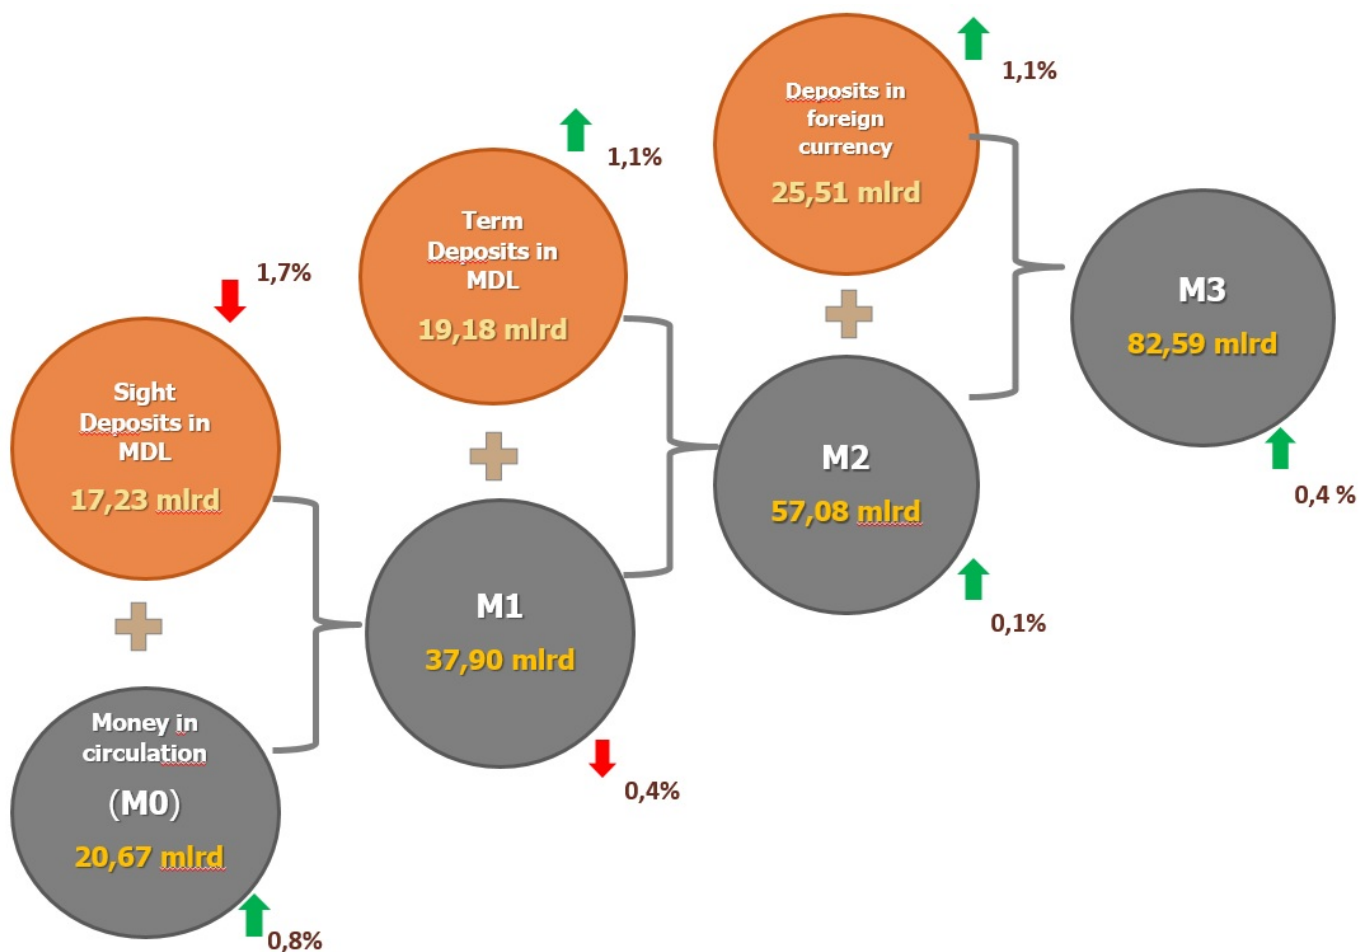 1,7%
Sight
Deposits in
MDL
17,23 mlrd
Money in
circulation
(M0)
20,67 mlrd
0,8%
1,1%
Term
Deposits in
MDL
19,18 mlrd
M1
37,90 mlrd
0,4%
1,1%
Deposits in
foreign
currency
25,51 mlrd
M2
57,08 mlrd
0,1%
M3
82,59 mlrd
0,4 %